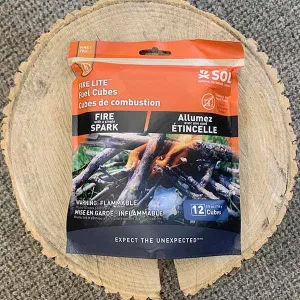 SOL
FIRE LITE
Fuel Cubes
Cubes de combustion
FIRE
SPARK
Allumez
ÉTINCELLE
WARNING: FLAMMABLE
MISE EN GARDE : INFLAMMABLE
12
Cubes
EXPECT THE UNEXPECTED